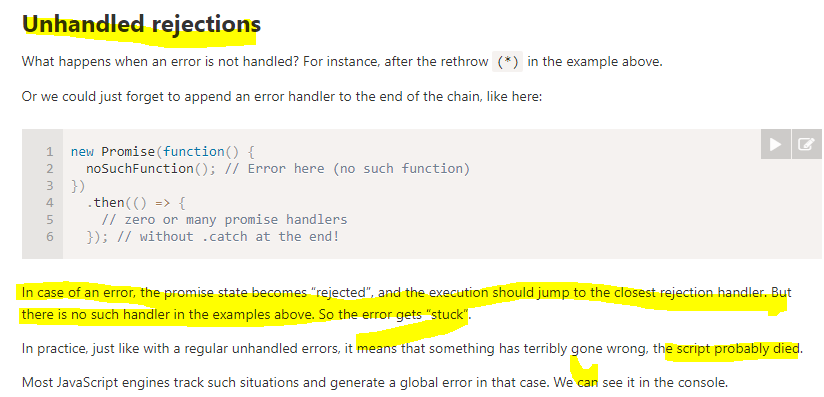 Unhandled rejections
What happens when an error is not handled? For instance, after the rethrow (*) in the example above.
Or we could just forget to append an error handler to the end of the chain, like here:
1 new Promise(function() {
2   noSuchFunction(); // Error here (no such function)
3 })
4   .then(() => {
5     // zero or many promise handlers
6   }); // without .catch at the end!
In case of an error, the promise state becomes “rejected”, and the execution should jump to the closest rejection handler. But
there is no such handler in the examples above. So the error gets “stuck”.
In practice, just like with a regular unhandled errors, it means that something has terribly gone wrong, the script probably died.
Most JavaScript engines track such situations and generate a global error in that case. We can see it in the console.